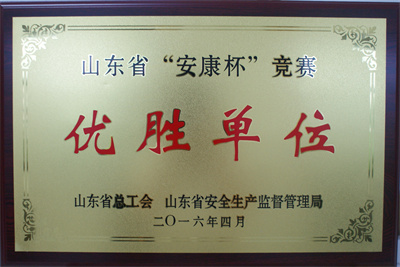 山东省“安康杯”竞赛
优胜单位
山东省总工会 山东省安全生产监督管理局
二〇一六年四月